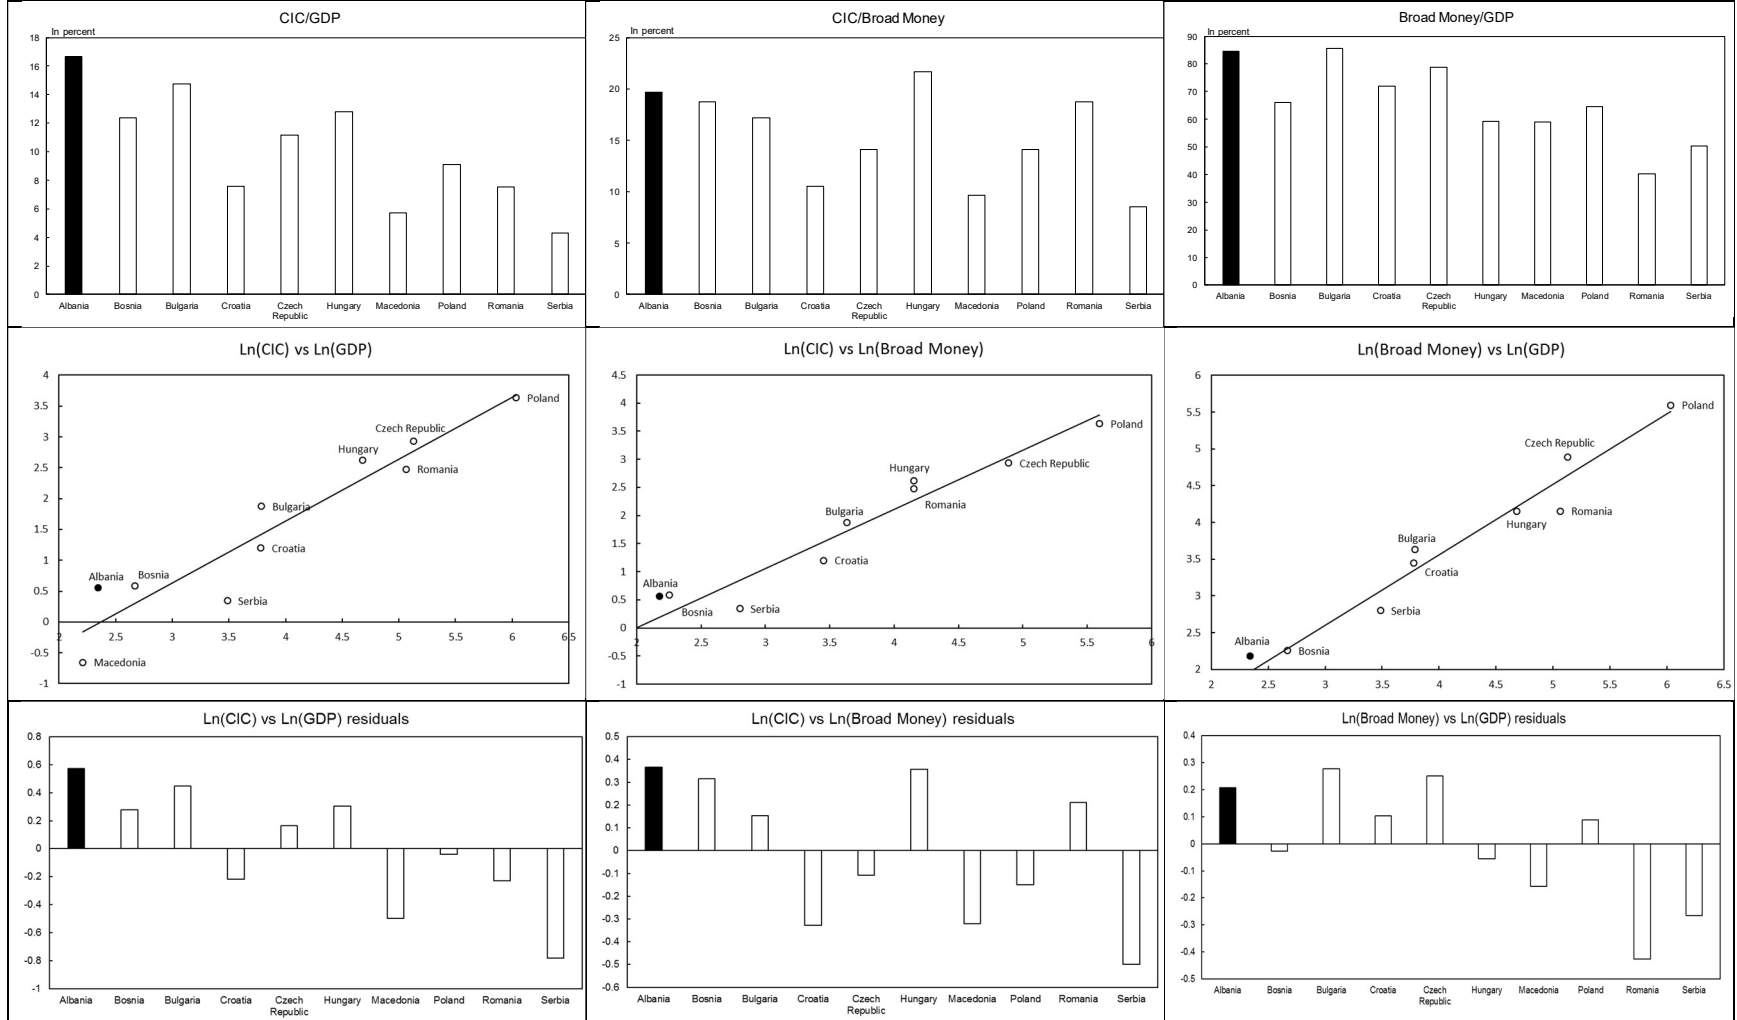 CIC/GDP
In percent
18
16
14
12
10
8
6
4
2
0
Albania Bosnia Bulgaria Croatia Czech Republic Hungary Macedonia Poland Romania Serbia
CIC/Broad Money
In percent
25
20
15
10
5
0
Albania Bosnia Bulgaria Croatia Czech Republic Hungary Macedonia Poland Romania Serbia
Broad Money/GDP
In percent
90
80
70
60
50
40
30
20
10
0
Albania Bosnia Bulgaria Croatia Czech Republic Hungary Macedonia Poland Romania Serbia
Ln(CIC) vs Ln(GDP)
4
3.5
3
2.5
2
1.5
1
0.5
0
-0.5
-1
2 2.5 3 3.5 4 4.5 5 5.5 6 6.5
Poland
Czech Republic
Hungary
Romania
Bulgaria
Croatia
Albania
Bosnia
Serbia
Macedonia
Ln(CIC) vs Ln(Broad Money)
4.5
4
3.5
3
2.5
2
1.5
1
0.5
0
-0.5
-1
2 2.5 3 3.5 4 4.5 5 5.5 6
Poland
Czech Republic
Hungary
Romania
Bulgaria
Croatia
Albania
Bosnia
Serbia
Ln(Broad Money) vs Ln(GDP)
6
5.5
5
4.5
4
3.5
3
2.5
2
2 2.5 3 3.5 4 4.5 5 5.5 6 6.5
Poland
Czech Republic
Hungary
Romania
Bulgaria
Croatia
Serbia
Albania
Bosnia
Ln(CIC) vs Ln(GDP) residuals
0.8
0.6
0.4
0.2
0
-0.2
-0.4
-0.6
-0.8
-1
Albania Bosnia Bulgaria Croatia Czech Republic Hungary Macedonia Poland Romania Serbia
Ln(CIC) vs Ln(Broad Money) residuals
0.5
0.4
0.3
0.2
0.1
0
-0.1
-0.2
-0.3
-0.4
-0.5
-0.6
Albania Bosnia Bulgaria Croatia Czech Republic Hungary Macedonia Poland Romania Serbia
Ln(Broad Money) vs Ln(GDP) residuals
0.4
0.3
0.2
0.1
0
-0.1
-0.2
-0.3
-0.4
-0.5
Albania Bosnia Bulgaria Croatia Czech Republic Hungary Macedonia Poland Romania Serbia